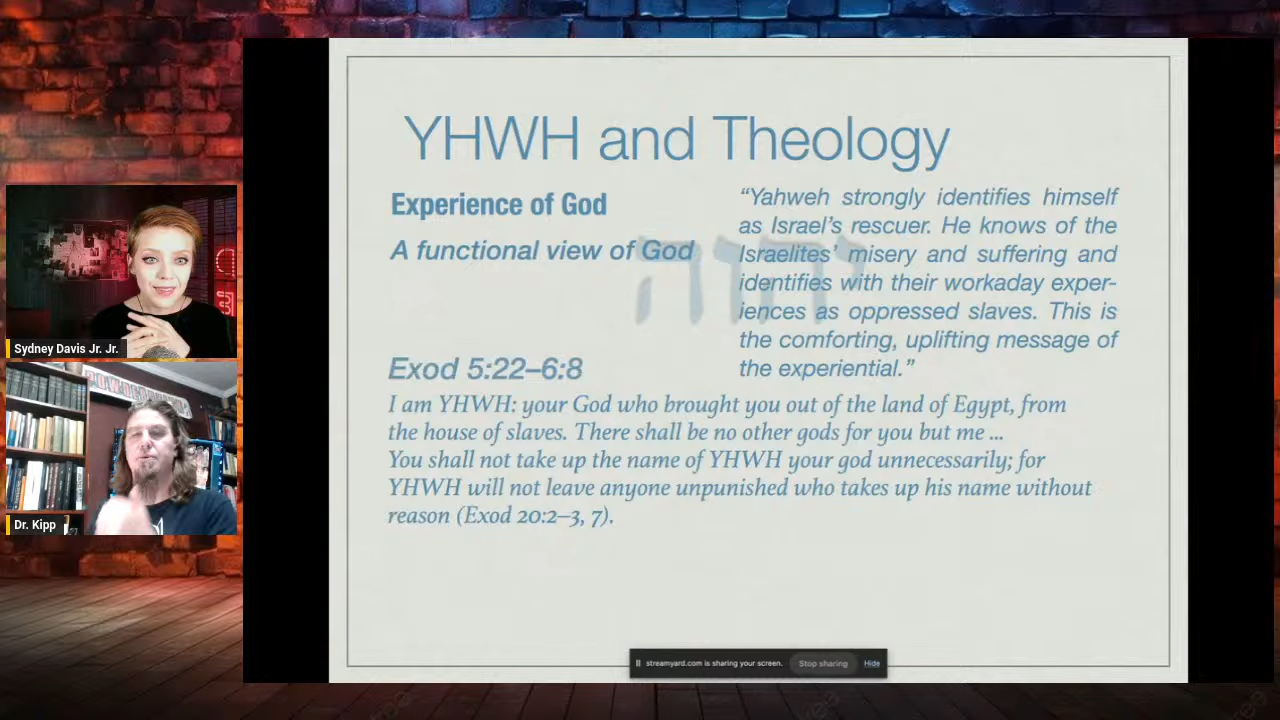 YHWH and Theology
Experience of God
A functional view of God
“Yahweh strongly identifies himself
as Israel’s rescuer. He knows of the
Israelites’ misery and suffering and
identifies with their workaday exper-
iences as oppressed slaves. This is
the comforting, uplifting message of
the experiential.”
יהוה
Exod 5:22–6:8
I am YHWH: your God who brought you out of the land of Egypt, from
the house of slaves. There shall be no other gods for you but me ...
You shall not take up the name of YHWH your god unnecessarily; for
YHWH will not leave anyone unpunished who takes up his name without
reason (Exod 20:2–3, 7).
Sydney Davis Jr. Jr.
Dr. Kipp
streamyard.com is sharing your screen.
Stop sharing
Hide